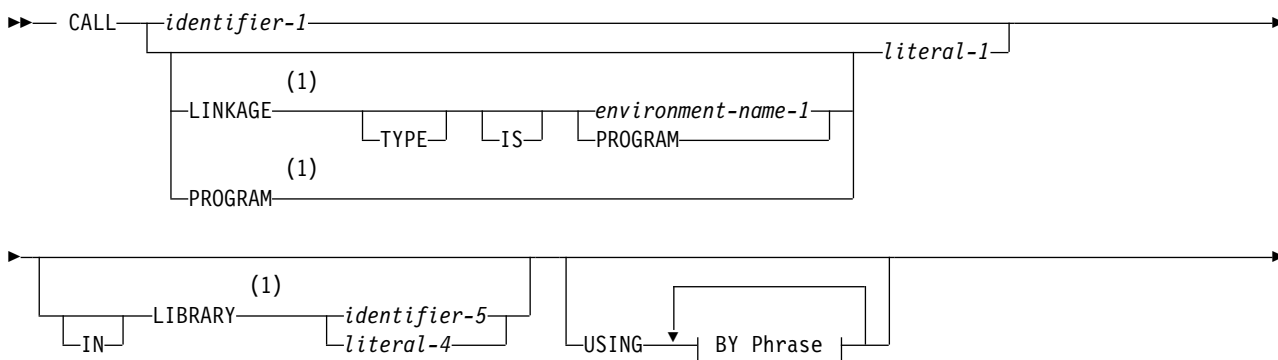 CALL identifier-1
literal-1
(1)
LINKAGE environment-name-1
TYPE IS PROGRAM
(1)
PROGRAM
(1)
LIBRARY identifier-5
IN literal-4 USING BY Phrase